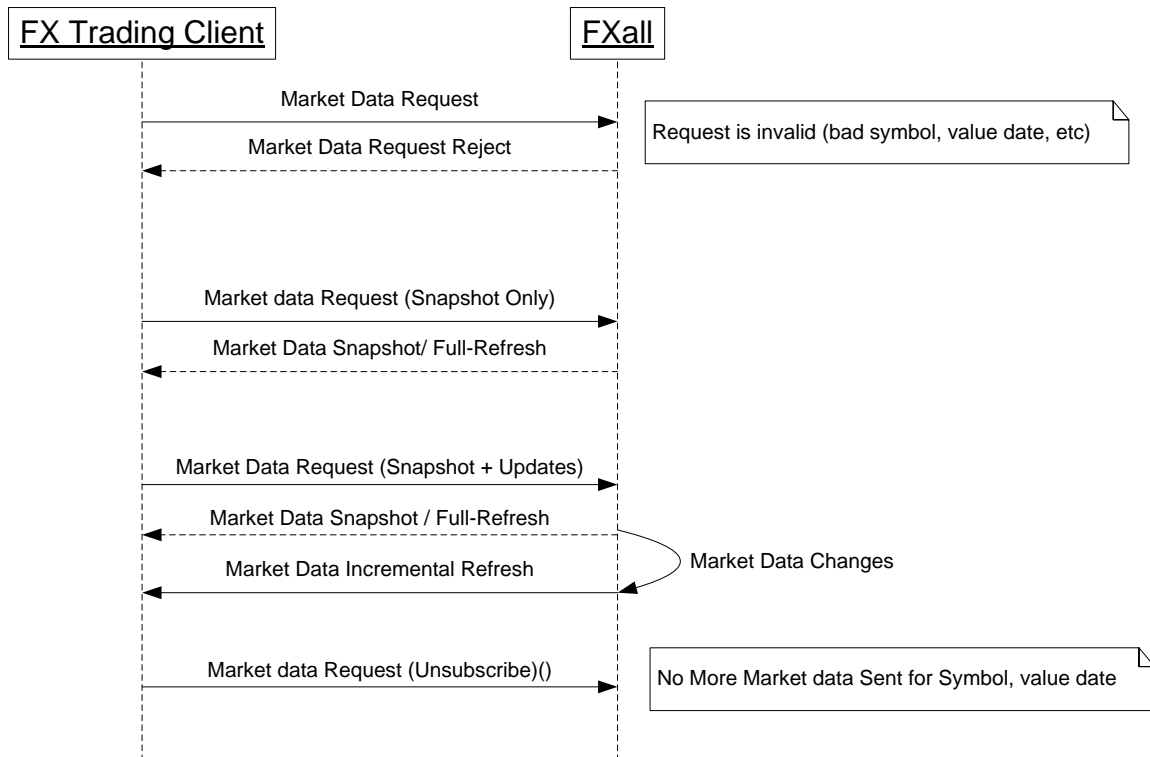 FX Trading Client
FXall
Market Data Request
Request is invalid (bad symbol, value date, etc)
Market Data Request Reject
Market data Request (Snapshot Only)
Market Data Snapshot/ Full-Refresh
Market Data Request (Snapshot + Updates)
Market Data Snapshot / Full-Refresh
Market Data Changes
Market Data Incremental Refresh
Market data Request (Unsubscribe)()
No More Market data Sent for Symbol, value date